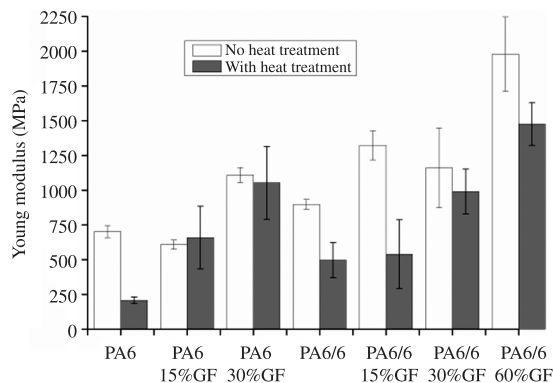 2250
2000
1750
1500
1250
1000
750
500
250
0
Young modulus (MPa)
No heat treatment
With heat treatment
PA6 PA6 PA6 PA6/6 PA6/6 PA6/6 PA6/6
15%GF 30%GF 15%GF 30%GF 60%GF